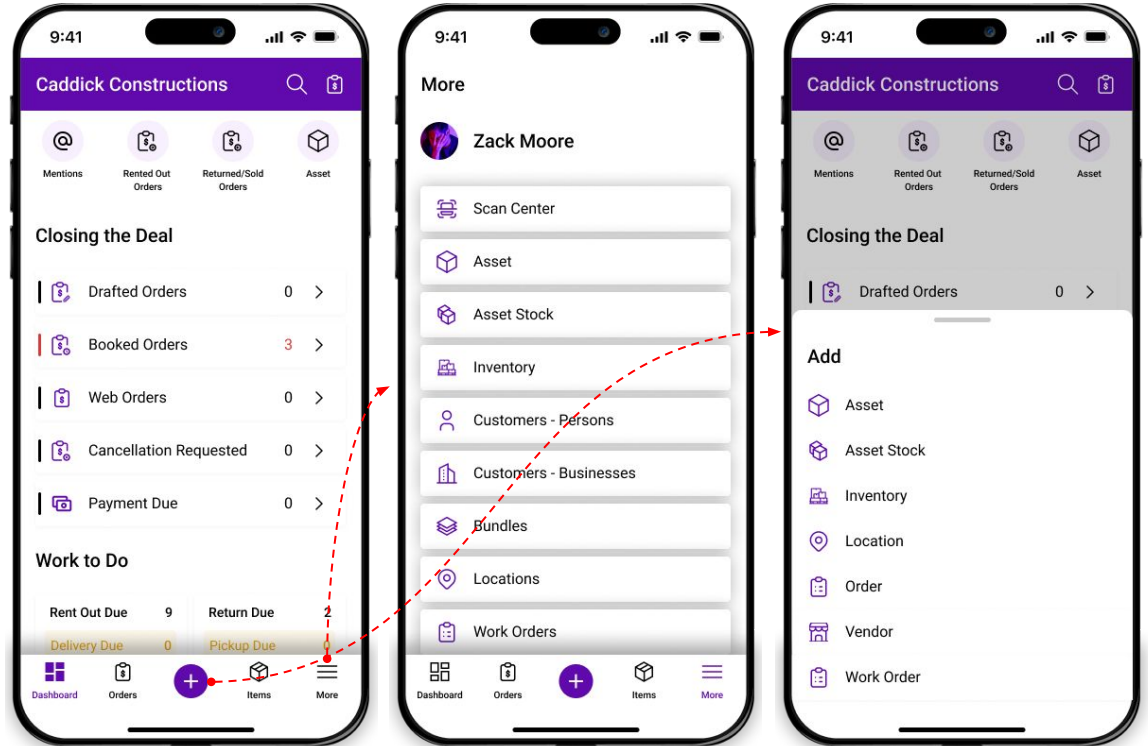 9:41
Caddick Constructions
Mentions
Rented Out
Orders
Returned/Sold
Orders
Asset
Closing the Deal
Drafted Orders 0
Booked Orders 3
Web Orders 0
Cancellation Requested 0
Payment Due 0
Work to Do
Rent Out Due 9
Return Due 2
Delivery Due 0
Pickup Due 0
Dashboard
Orders
Items
More
9:41
More
Zack Moore
Scan Center
Asset
Asset Stock
Inventory
Customers - Persons
Customers - Businesses
Bundles
Locations
Work Orders
Dashboard
Orders
Items
More
9:41
Caddick Constructions
Mentions
Rented Out
Orders
Returned/Sold
Orders
Asset
Closing the Deal
Drafted Orders 0
Add
Asset
Asset Stock
Inventory
Location
Order
Vendor
Work Order